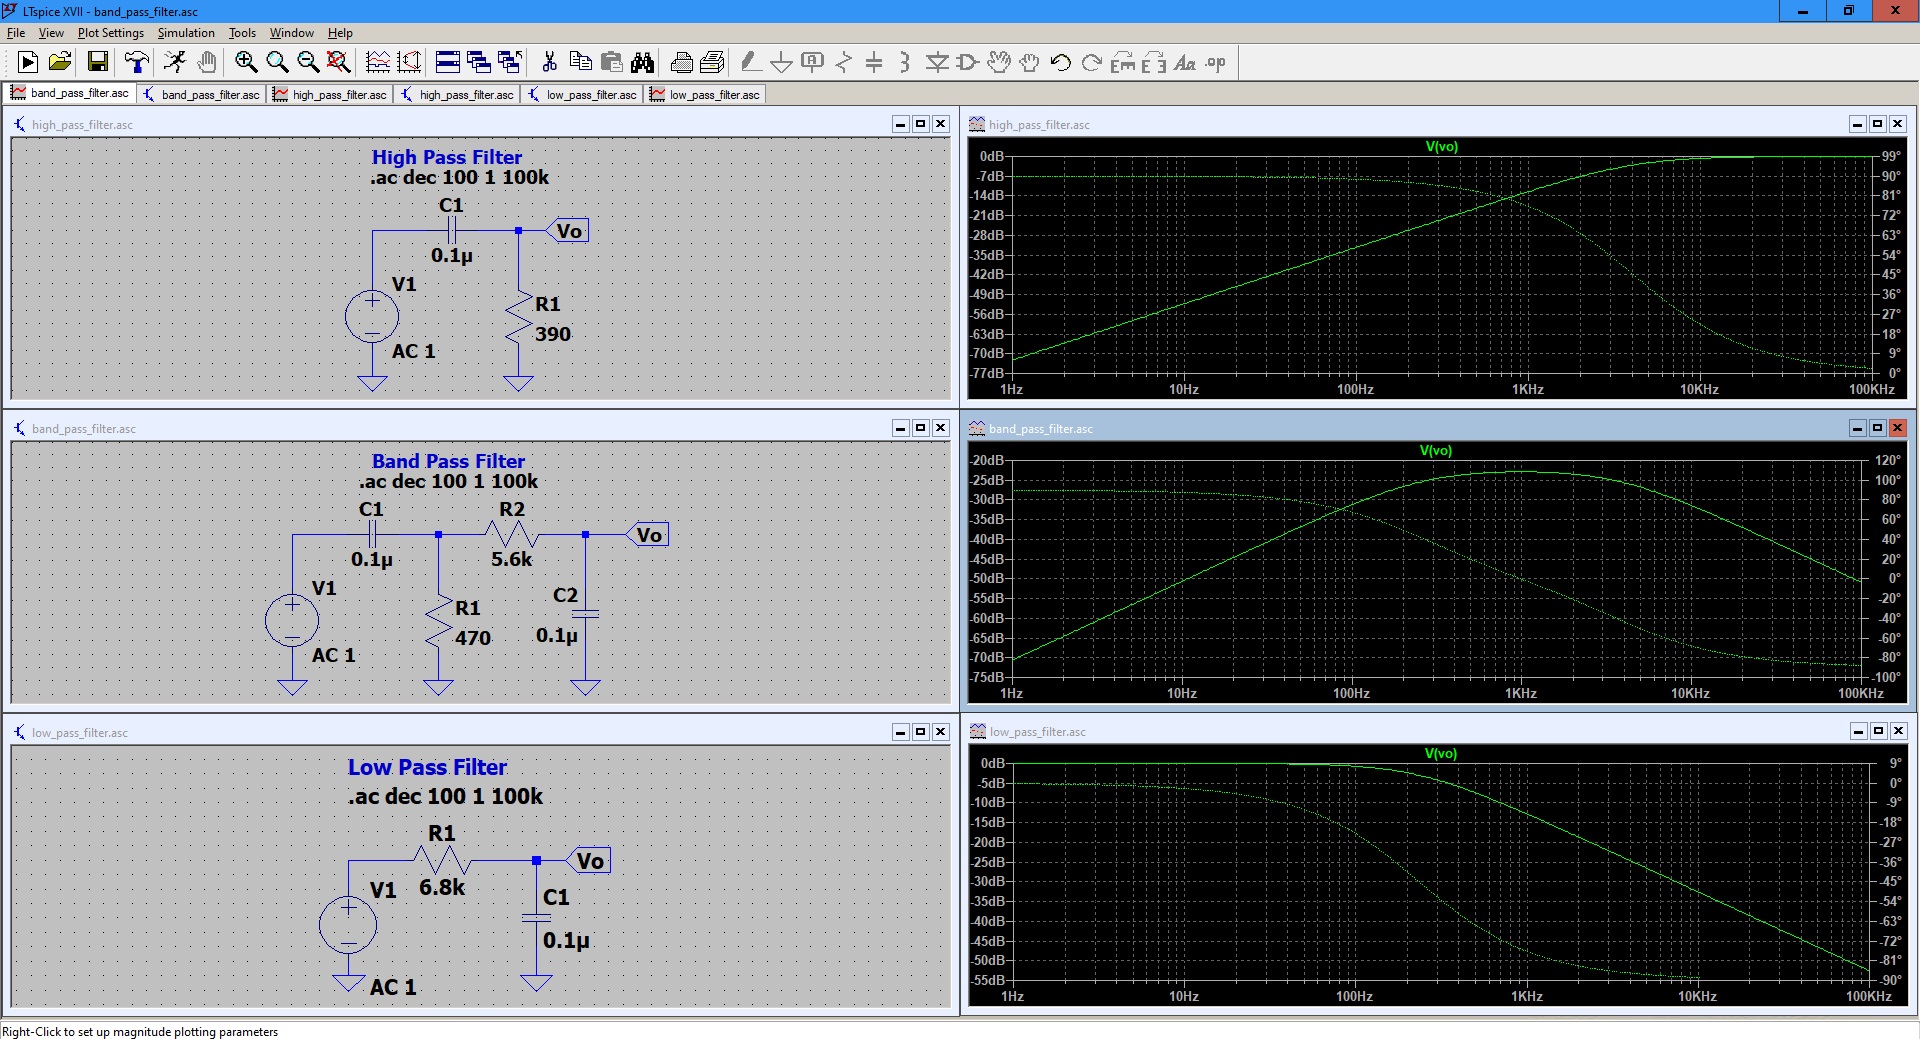 LTspice XVII - band_pass_filter.asc
File View Plot Settings Simulation Tools Window Help
band_pass_filter.asc band_pass_filter.asc high_pass_filter.asc high_pass_filter.asc low_pass_filter.asc low_pass_filter.asc
high_pass_filter.asc
High Pass Filter
.ac dec 100 1 100k
C1
0.1µ
Vo
V1
AC 1
R1
390
high_pass_filter.asc
V(vo)
0dB 99°
-7dB 90°
-14dB 81°
-21dB 72°
-28dB 63°
-35dB 54°
-42dB 45°
-49dB 36°
-56dB 27°
-63dB 18°
-70dB 9°
-77dB 0°
1Hz 10Hz 100Hz 1KHz 10KHz 100KHz
band_pass_filter.asc
Band Pass Filter
.ac dec 100 1 100k
C1 R2
0.1µ 5.6k
Vo
V1
AC 1
R1
470
C2
0.1µ
band_pass_filter.asc
V(vo)
-20dB 120°
-25dB 100°
-30dB 80°
-35dB 60°
-40dB 40°
-45dB 20°
-50dB 0°
-55dB -20°
-60dB -40°
-65dB -60°
-70dB -80°
-75dB -100°
1Hz 10Hz 100Hz 1KHz 10KHz 100KHz
low_pass_filter.asc
Low Pass Filter
.ac dec 100 1 100k
R1
6.8k
Vo
V1
AC 1
C1
0.1µ
low_pass_filter.asc
V(vo)
0dB 9°
-5dB 0°
-10dB -9°
-15dB -18°
-20dB -27°
-25dB -36°
-30dB -45°
-35dB -54°
-40dB -63°
-45dB -72°
-50dB -81°
-55dB -90°
1Hz 10Hz 100Hz 1KHz 10KHz 100KHz
Right-Click to set up magnitude plotting parameters